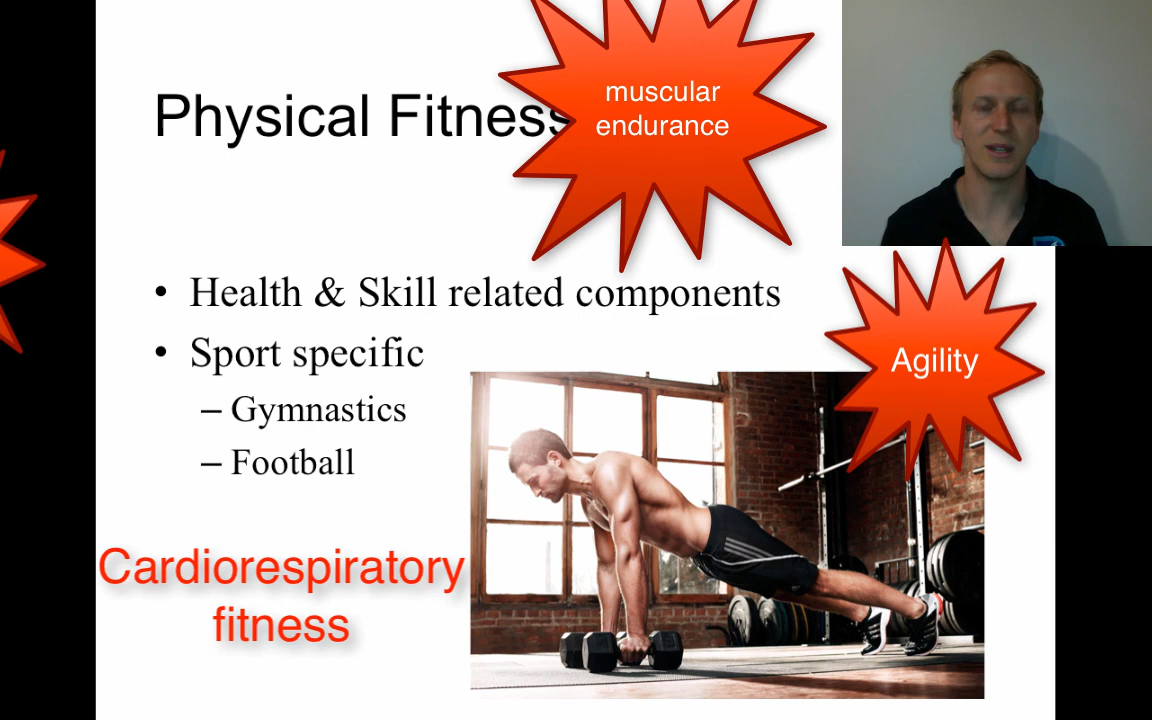 Physical Fitness
muscular
endurance
• Health & Skill related components
• Sport specific
– Gymnastics
– Football
Agility
Cardiorespiratory
fitness